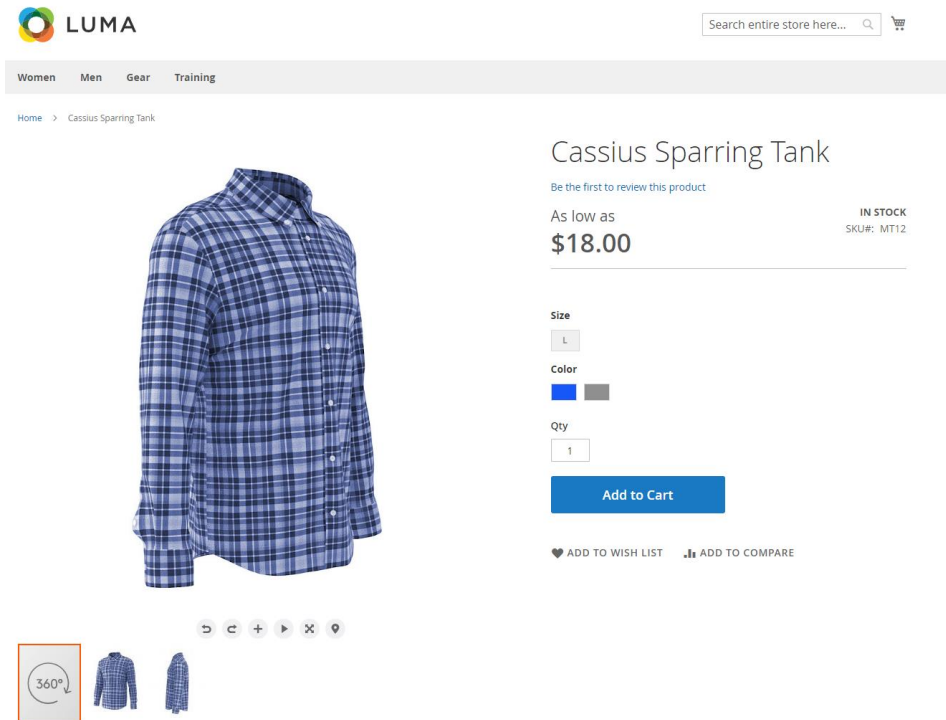 LUMA
Search entire store here...
Women Men Gear Training
Home > Cassius Sparring Tank
Cassius Sparring Tank
Be the first to review this product
As low as
$18.00
IN STOCK
SKU#: MT12
Size
L
Color
Qty
1
Add to Cart
ADD TO WISH LIST ADD TO COMPARE
360°